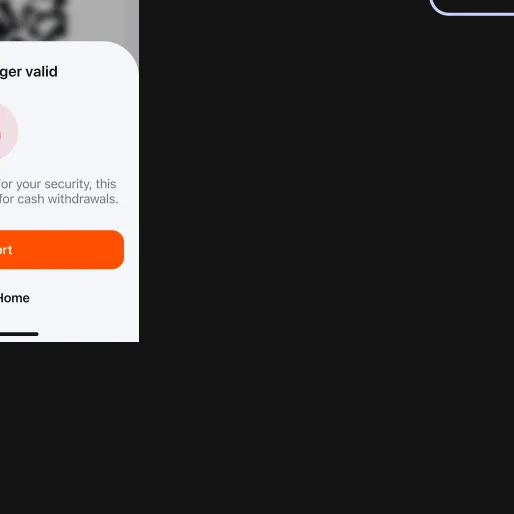 ger valid
or your security, this
for cash withdrawals.
ort
Home